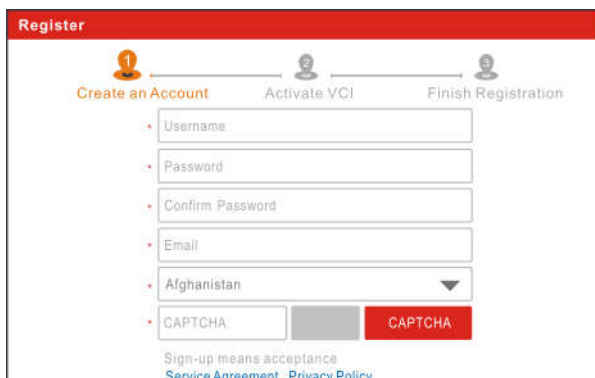 Register
1 2 3
Create an Account Activate VCI Finish Registration
* Username
* Password
* Confirm Password
* Email
* Afghanistan
* CAPTCHA CAPTCHA
Sign-up means acceptance
Service Agreement Privacy Policy